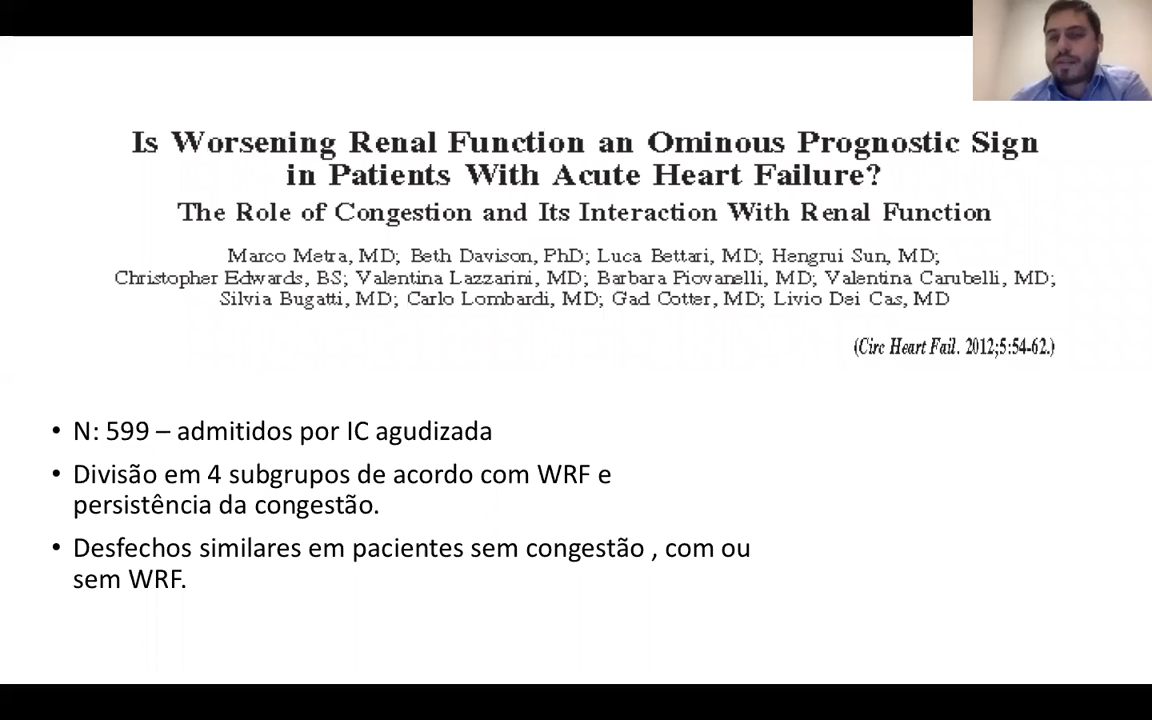 Is Worsening Renal Function an Ominous Prognostic Sign
in Patients With Acute Heart Failure?
The Role of Congestion and Its Interaction With Renal Function
Marco Metra, MD; Beth Davison, PhD; Luca Bettari, MD; Hengrui Sun, MD;
Christopher Edwards, BS; Valentina Lazzarini, MD; Barbara Piovanelli, MD; Valentina Carubelli, MD;
Silvia Bugatti, MD; Carlo Lombardi, MD; Gad Cotter, MD; Livio Dei Cas, MD
(Circ Heart Fail. 2012;5:54-62.)
• N: 599 – admitidos por IC agudizada
• Divisão em 4 subgrupos de acordo com WRF e
persistência da congestão.
• Desfechos similares em pacientes sem congestão , com ou
sem WRF.